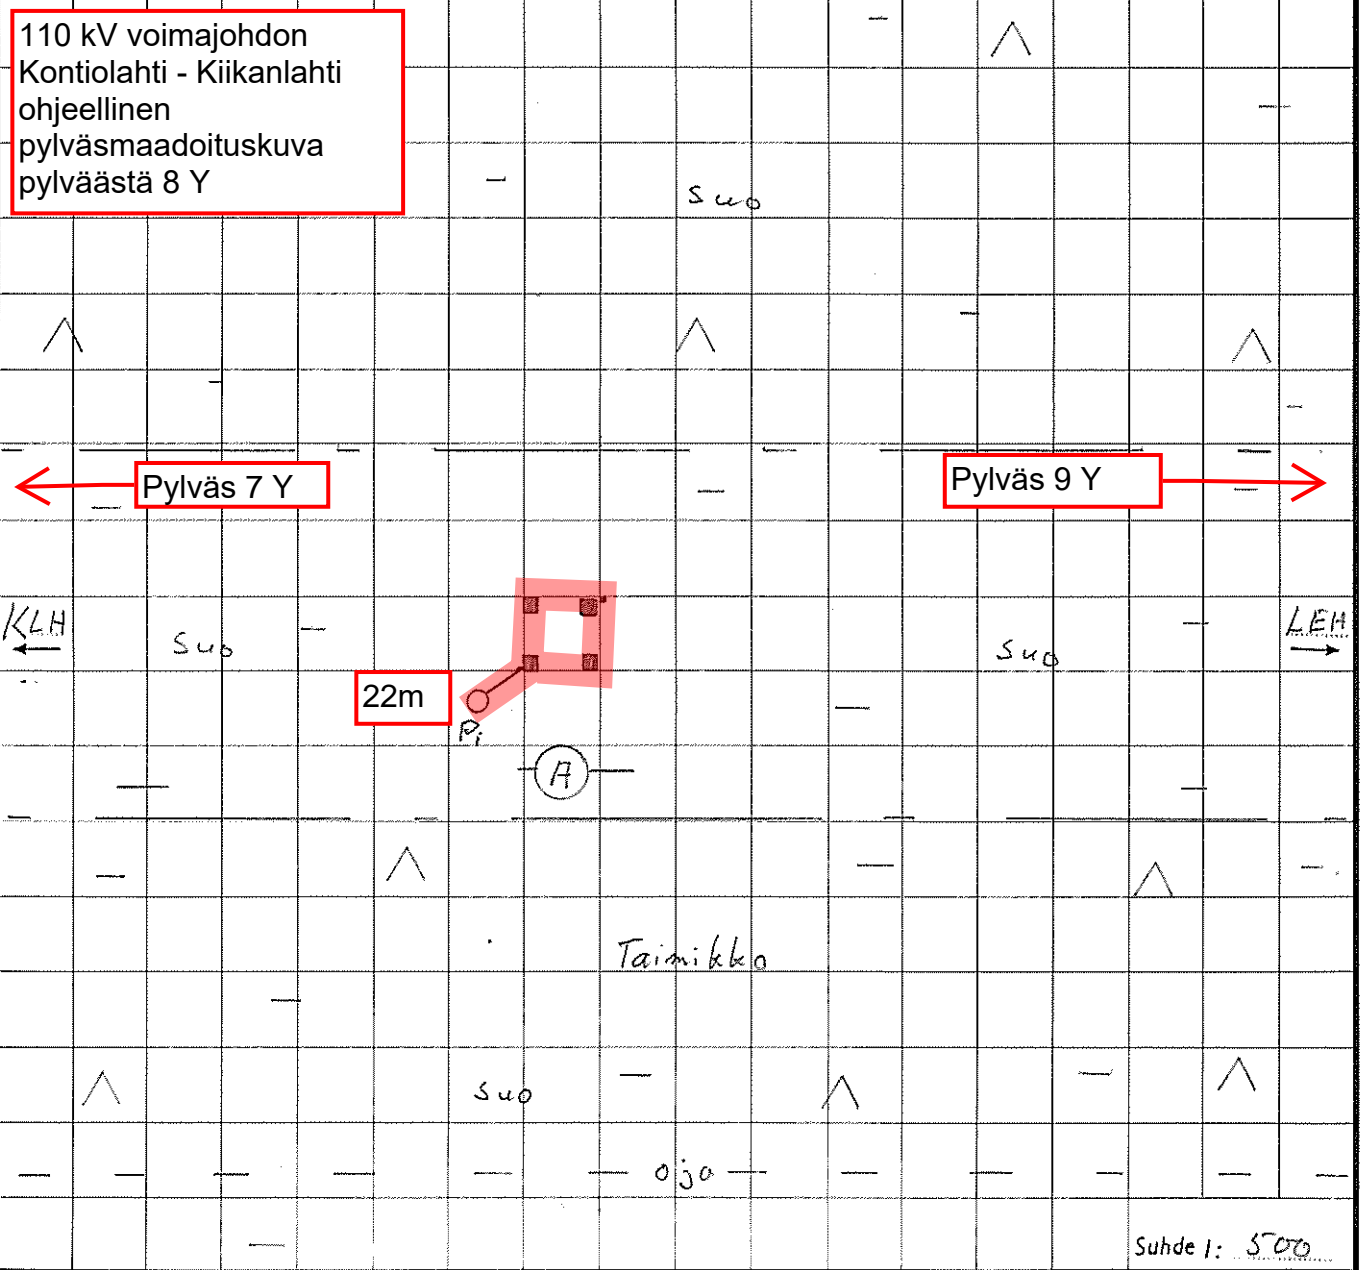 110 kV voimajohdon
Kontiolahti - Kiikanlahti
ohjeellinen
pylväsmaadoituskuva
pylväästä 8 Y
Suo
Pylväs 7 Y
Pylväs 9 Y
KLH
Suo
Suo
LEH
22m
Pi
A
Taimikko
Suo
oja
Suhde 1: 500